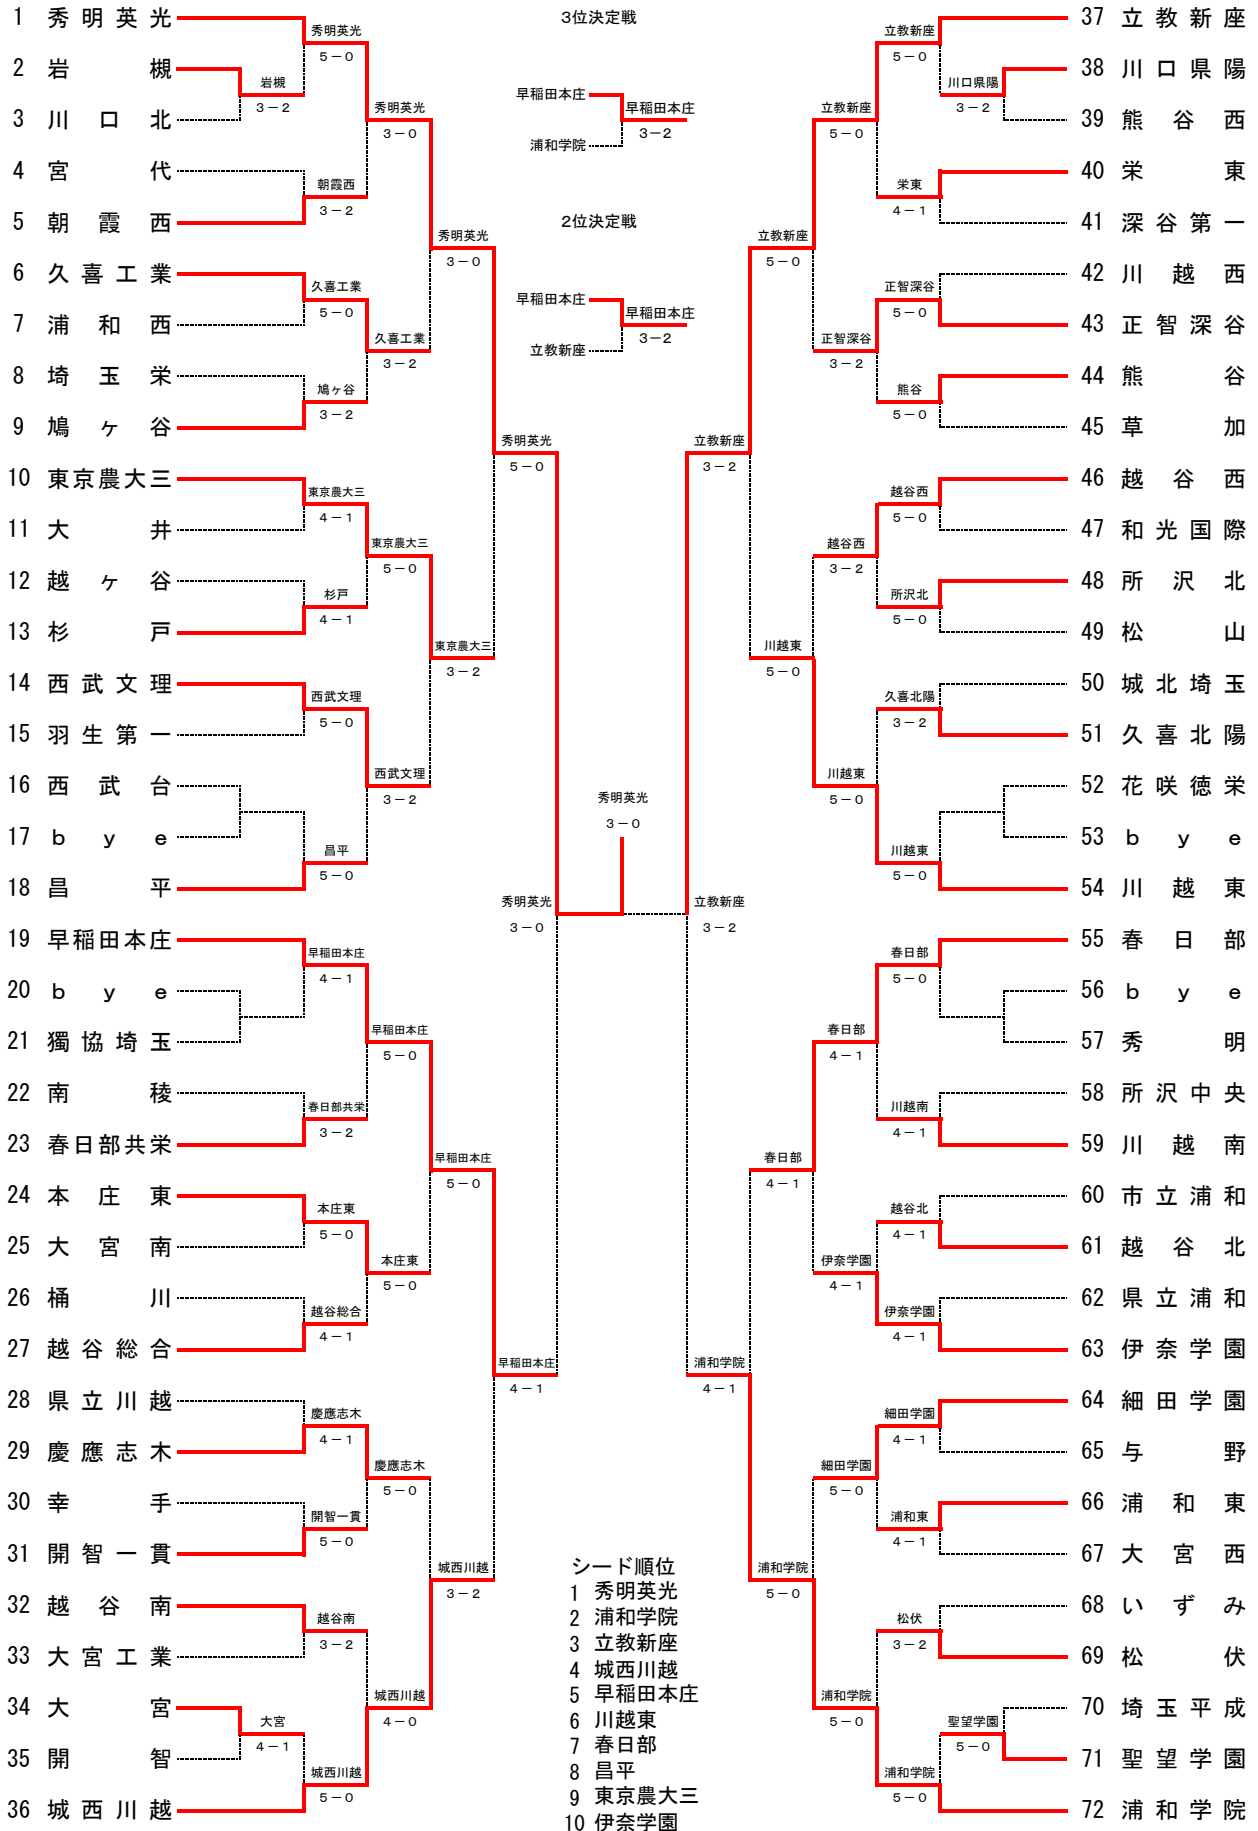 1 秀明英光
2 岩槻
3 川口北
4 宮代
5 朝霞西
6 久喜工業
7 浦和西
8 埼玉栄
9 鳩ヶ谷
10 東京農大三
11 大井
12 越ヶ谷
13 杉戸
14 西武文理
15 羽生第一
16 西武台
17 bye
18 昌平
19 早稲田本庄
20 bye
21 獨協埼玉
22 南稜
23 春日部共栄
24 本庄東
25 大宮南
26 桶川
27 越谷総合
28 県立川越
29 慶應志木
30 幸手
31 開智一貫
32 越谷南
33 大宮工業
34 大宮
35 開智
36 城西川越
岩槻
3－2
大宮
4－1
秀明英光
5－0
朝霞西
3－2
久喜工業
5－0
鳩ヶ谷
3－2
東京農大三
4－1
杉戸
4－1
西武文理
5－0
昌平
5－0
早稲田本庄
4－1
春日部共栄
3－2
本庄東
5－0
越谷総合
4－1
慶應志木
4－1
開智一貫
5－0
越谷南
3－2
城西川越
5－0
秀明英光
3－0
久喜工業
3－2
東京農大三
5－0
西武文理
3－2
早稲田本庄
5－0
本庄東
5－0
慶應志木
5－0
城西川越
4－0
秀明英光
3－0
東京農大三
3－2
早稲田本庄
5－0
城西川越
3－2
秀明英光
5－0
早稲田本庄
4－1
秀明英光
3－0
3位決定戦
早稲田本庄
浦和学院
早稲田本庄
3－2
2位決定戦
早稲田本庄
立教新座
早稲田本庄
3－2
秀明英光
3－0
シード順位
1 秀明英光
2 浦和学院
3 立教新座
4 城西川越
5 早稲田本庄
6 川越東
7 春日部
8 昌平
9 東京農大三
10 伊奈学園
立教新座
3－2
立教新座
3－2
浦和学院
4－1
立教新座
5－0
川越東
5－0
春日部
4－1
浦和学院
5－0
立教新座
5－0
正智深谷
3－2
越谷西
3－2
川越東
5－0
春日部
4－1
伊奈学園
4－1
細田学園
5－0
浦和学院
5－0
立教新座
5－0
栄東
4－1
正智深谷
5－0
熊谷
5－0
越谷西
5－0
所沢北
5－0
久喜北陽
3－2
川越東
5－0
春日部
5－0
川越南
4－1
越谷北
4－1
伊奈学園
4－1
細田学園
4－1
浦和東
4－1
松伏
3－2
浦和学院
5－0
川口県陽
3－2
聖望学園
5－0
37 立教新座
38 川口県陽
39 熊谷西
40 栄東
41 深谷第一
42 川越西
43 正智深谷
44 熊谷
45 草加
46 越谷西
47 和光国際
48 所沢北
49 松山
50 城北埼玉
51 久喜北陽
52 花咲徳栄
53 bye
54 川越東
55 春日部
56 bye
57 秀明
58 所沢中央
59 川越南
60 市立浦和
61 越谷北
62 県立浦和
63 伊奈学園
64 細田学園
65 与野
66 浦和東
67 大宮西
68 いずみ
69 松伏
70 埼玉平成
71 聖望学園
72 浦和学院